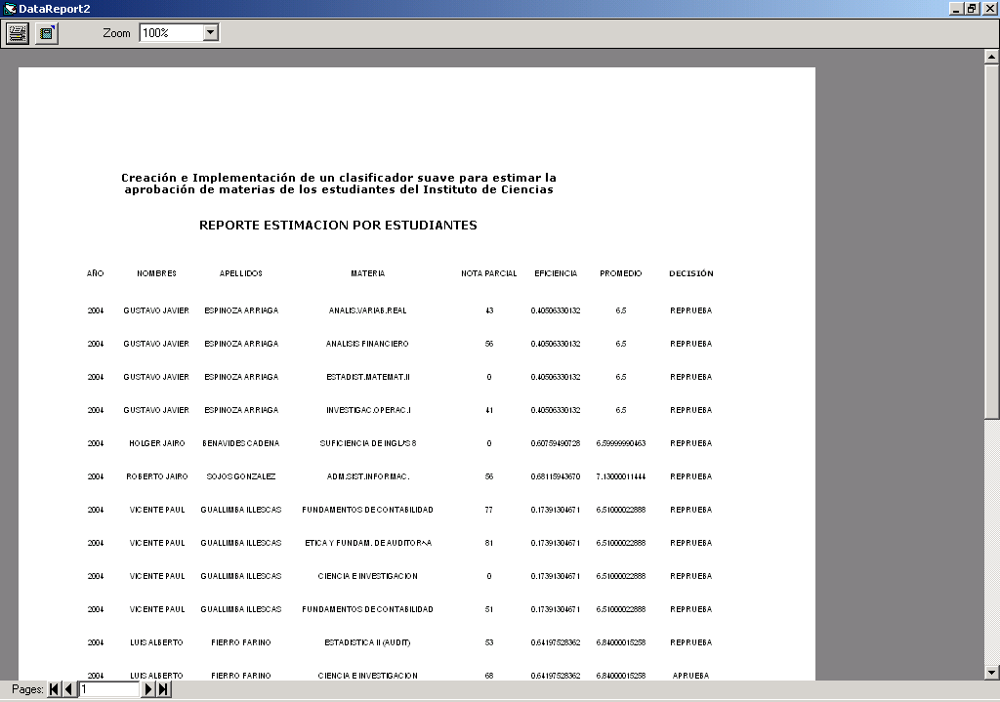 DataReport2
Zoom 100%
Creación e Implementación de un clasificador suave para estimar la
aprobación de materias de los estudiantes del Instituto de Ciencias
REPORTE ESTIMACION POR ESTUDIANTES
AÑO NOMBRES APELLIDOS MATERIA NOTA PARCIAL EFICIENCIA PROMEDIO DECISIÓN
2004 GUSTAVO JAVIER ESPINOZA ARRIAGA ANALIS.VARIAB.REAL 43 0.40506330132 6.5 REPRUEBA
2004 GUSTAVO JAVIER ESPINOZA ARRIAGA ANALISIS FINANCIERO 56 0.40506330132 6.5 REPRUEBA
2004 GUSTAVO JAVIER ESPINOZA ARRIAGA ESTADIST.MATEMAT.II 0 0.40506330132 6.5 REPRUEBA
2004 GUSTAVO JAVIER ESPINOZA ARRIAGA INVESTIGAC.OPERAC.I 41 0.40506330132 6.5 REPRUEBA
2004 HOLGER JAIRO BENAVIDES CADENA SUFICIENCIA DE INGL/S 8 0 0.60759490728 6.59999990463 REPRUEBA
2004 ROBERTO JAIRO SOJOS GONZALEZ ADM.SIST.INFORMAC. 56 0.68115943670 7.13000011444 REPRUEBA
2004 VICENTE PAUL GUALLIMBA ILLESCAS FUNDAMENTOS DE CONTABILIDAD 77 0.17391304671 6.51000022888 REPRUEBA
2004 VICENTE PAUL GUALLIMBA ILLESCAS ETICA Y FUNDAM. DE AUDITOR^A 81 0.17391304671 6.51000022888 REPRUEBA
2004 VICENTE PAUL GUALLIMBA ILLESCAS CIENCIA E INVESTIGACION 0 0.17391304671 6.51000022888 REPRUEBA
2004 VICENTE PAUL GUALLIMBA ILLESCAS FUNDAMENTOS DE CONTABILIDAD 51 0.17391304671 6.51000022888 REPRUEBA
2004 LUIS ALBERTO FIERRO FARINO ESTADISTICA II (AUDIT) 53 0.64197528362 6.84000015258 REPRUEBA
2004 LUIS ALBERTO FIERRO FARINO CIENCIA E INVESTIGACION 68 0.64197528362 6.84000015258 APRUEBA
Pages: 1